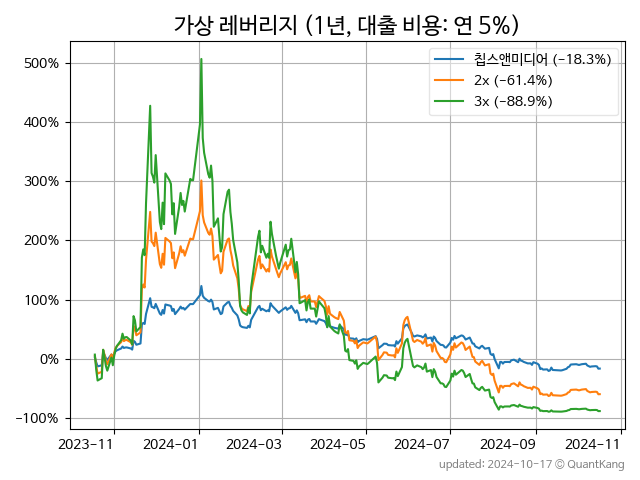 가상 레버리지 (1년, 대출 비용: 연 5%)
칩스앤미디어 (-18.3%)
2x (-61.4%)
3x (-88.9%)
500%
400%
300%
200%
100%
0%
−100%
2023-11 2024-01 2024-03 2024-05 2024-07 2024-09 2024-11
updated: 2024-10-17 © QuantKang